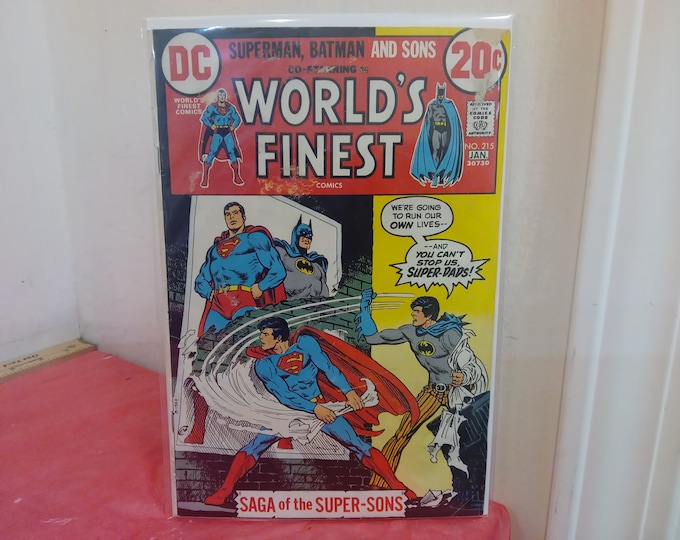 DC
SUPERMAN, BATMAN AND SONS
20¢
CO-STARRING IN
WORLD'S
FINEST
COMICS
WORLD'S
FINEST
COMICS
APPROVED
BY THE
COMICS
CODE
AUTHORITY
NO. 215
JAN.
30730
WE'RE GOING
TO RUN OUR
OWN LIVES--
--AND
YOU CAN'T
STOP US,
SUPER-DADS!
SAGA of the SUPER-SONS